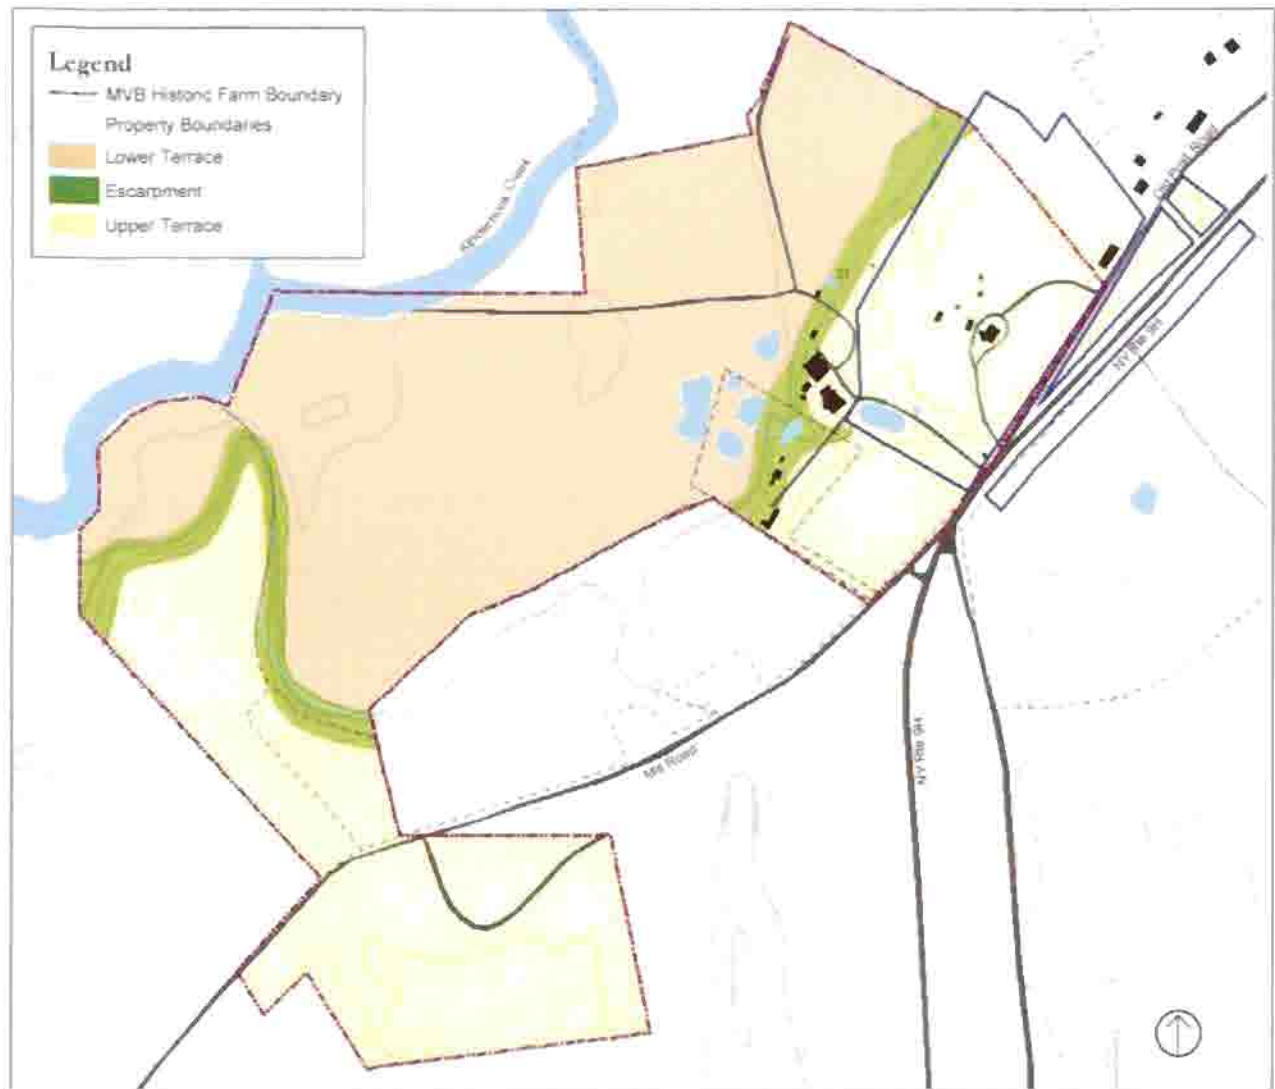 Legend
MVB Historic Farm Boundary
Property Boundaries
Lower Terrace
Escarpment
Upper Terrace
Creek
Old Post Road
NY Rte 9H
NY Rte 9H
Mill Road